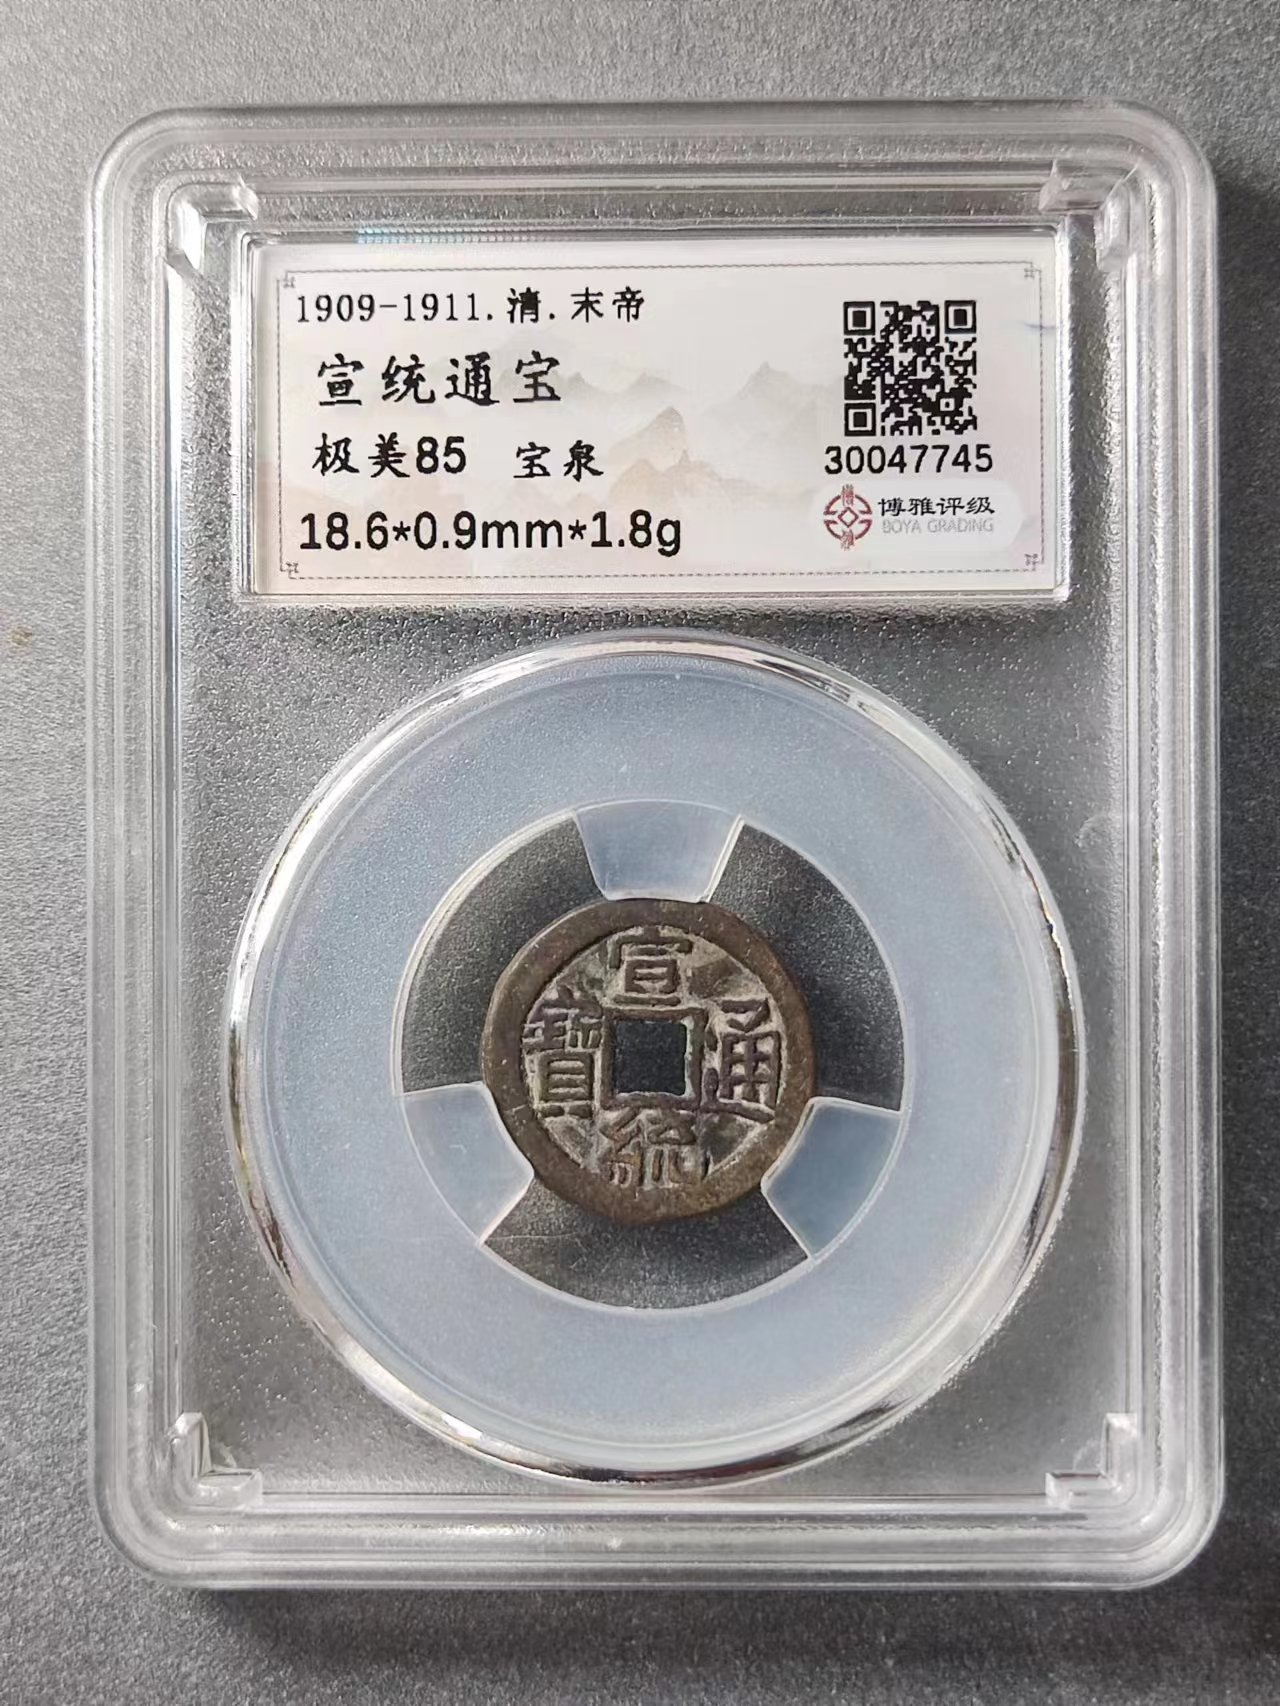 1909-1911.清.末帝
宣统通宝
极美85 宝泉
18.6*0.9mm*1.8g
30047745
博雅评级
BOYA GRADING
宣統通寶